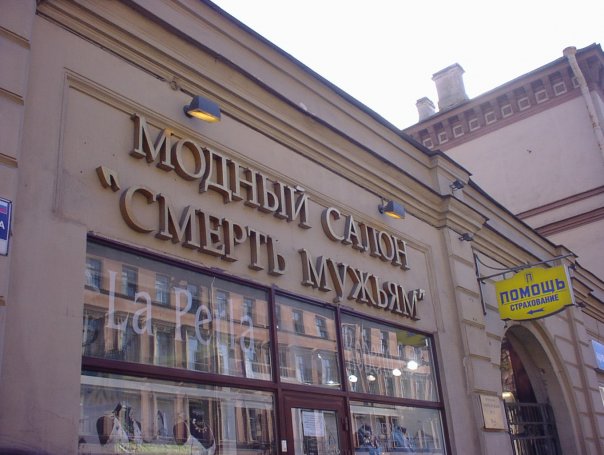 МОДНЫЙ САЛОН
"СМЕРТЬ МУЖЬЯМ"
La Perla
ПОМОЩЬ
СТРАХОВАНИЕ